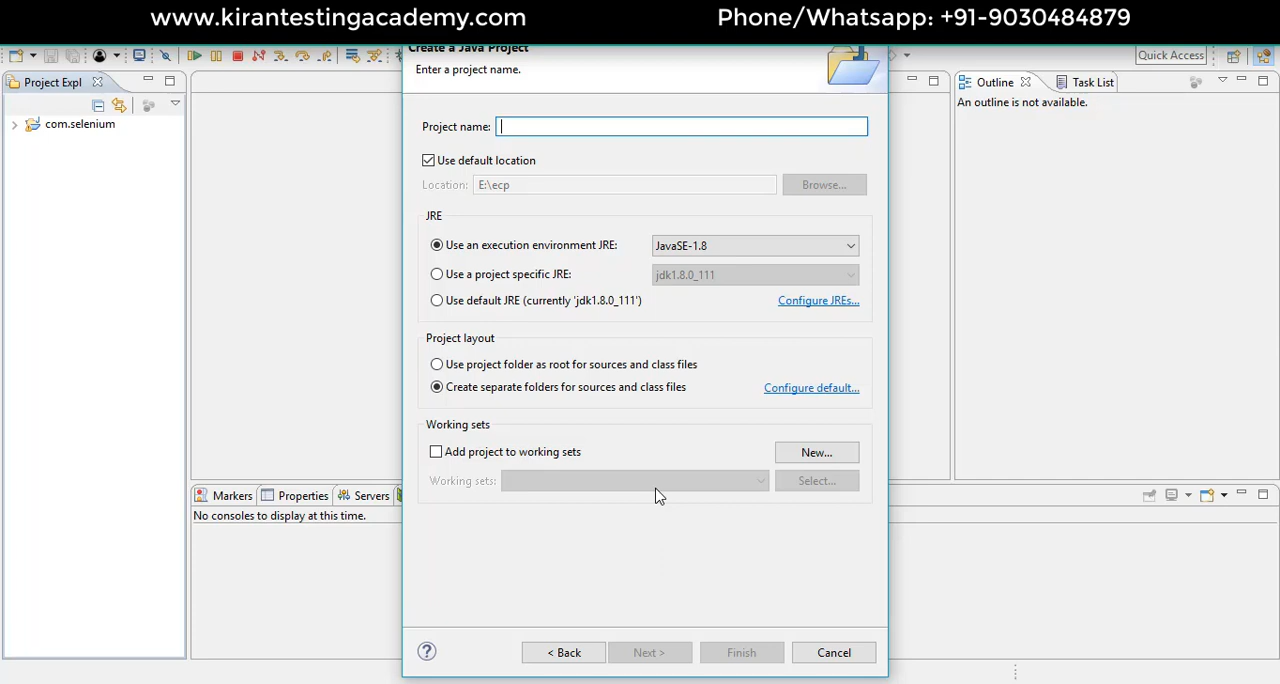 www.kirantestingacademy.com Phone/Whatsapp: +91-9030484879
Create a Java Project
Enter a project name.
Quick Access
Project Expl
com.selenium
Project name:
Use default location
Location: E:\ecp Browse...
JRE
Use an execution environment JRE: JavaSE-1.8
Use a project specific JRE: jdk1.8.0_111
Use default JRE (currently 'jdk1.8.0_111') Configure JREs...
Project layout
Use project folder as root for sources and class files
Create separate folders for sources and class files Configure default...
Working sets
Add project to working sets New...
Working sets: Select...
< Back Next > Finish Cancel
Outline Task List
An outline is not available.
Markers Properties Servers
No consoles to display at this time.